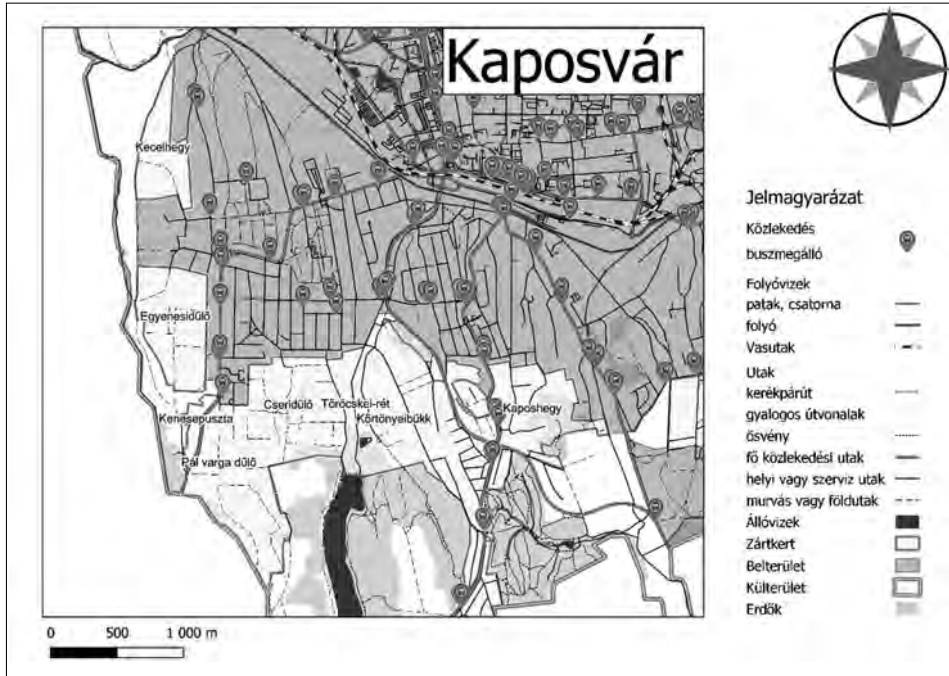 Kaposvár
Kecelhegy
Egyenesidűlő
Kenesepuszta
Pál varga dűlő
Cseridűlő
Töröcskei-rét
Körtönyeibükk
Kaposhegy
0 500 1 000 m
Jelmagyarázat
Közlekedés
buszmegálló
Folyóvizek
patak, csatorna
folyó
Vasutak
Utak
kerékpárút
gyalogos útvonalak
ösvény
fő közlekedési utak
helyi vagy szerviz utak
murvás vagy földutak
Állóvizek
Zártkert
Belterület
Külterület
Erdők